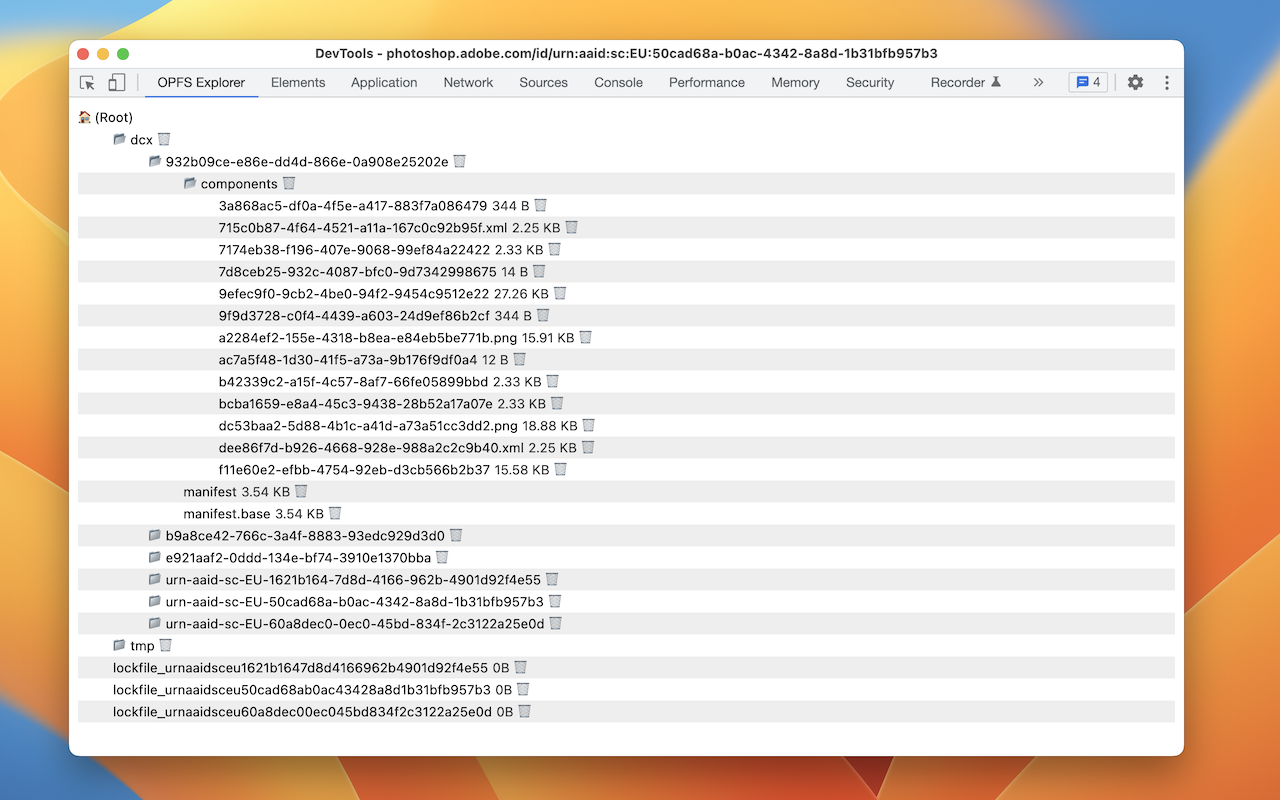 DevTools - photoshop.adobe.com/id/urn:aaid:sc:EU:50cad68a-b0ac-4342-8a8d-1b31bfb957b3
OPFS Explorer Elements Application Network Sources Console Performance Memory Security Recorder 4
(Root)
dcx
932b09ce-e86e-dd4d-866e-0a908e25202e
components
3a868ac5-df0a-4f5e-a417-883f7a086479 344 B
715c0b87-4f64-4521-a11a-167c0c92b95f.xml 2.25 KB
7174eb38-f196-407e-9068-99ef84a22422 2.33 KB
7d8ceb25-932c-4087-bfc0-9d7342998675 14 B
9efec9f0-9cb2-4be0-94f2-9454c9512e22 27.26 KB
9f9d3728-c0f4-4439-a603-24d9ef86b2cf 344 B
a2284ef2-155e-4318-b8ea-e84eb5be771b.png 15.91 KB
ac7a5f48-1d30-41f5-a73a-9b176f9df0a4 12 B
b42339c2-a15f-4c57-8af7-66fe05899bbd 2.33 KB
bcba1659-e8a4-45c3-9438-28b52a17a07e 2.33 KB
dc53baa2-5d88-4b1c-a41d-a73a51cc3dd2.png 18.88 KB
dee86f7d-b926-4668-928e-988a2c2c9b40.xml 2.25 KB
f11e60e2-efbb-4754-92eb-d3cb566b2b37 15.58 KB
manifest 3.54 KB
manifest.base 3.54 KB
b9a8ce42-766c-3a4f-8883-93edc929d3d0
e921aaf2-0ddd-134e-bf74-3910e1370bba
urn-aaid-sc-EU-1621b164-7d8d-4166-962b-4901d92f4e55
urn-aaid-sc-EU-50cad68a-b0ac-4342-8a8d-1b31bfb957b3
urn-aaid-sc-EU-60a8dec0-0ec0-45bd-834f-2c3122a25e0d
tmp
lockfile_urnaaidsceu1621b1647d8d4166962b4901d92f4e55 0B
lockfile_urnaaidsceu50cad68ab0ac43428a8d1b31bfb957b3 0B
lockfile_urnaaidsceu60a8dec00ec045bd834f2c3122a25e0d 0B